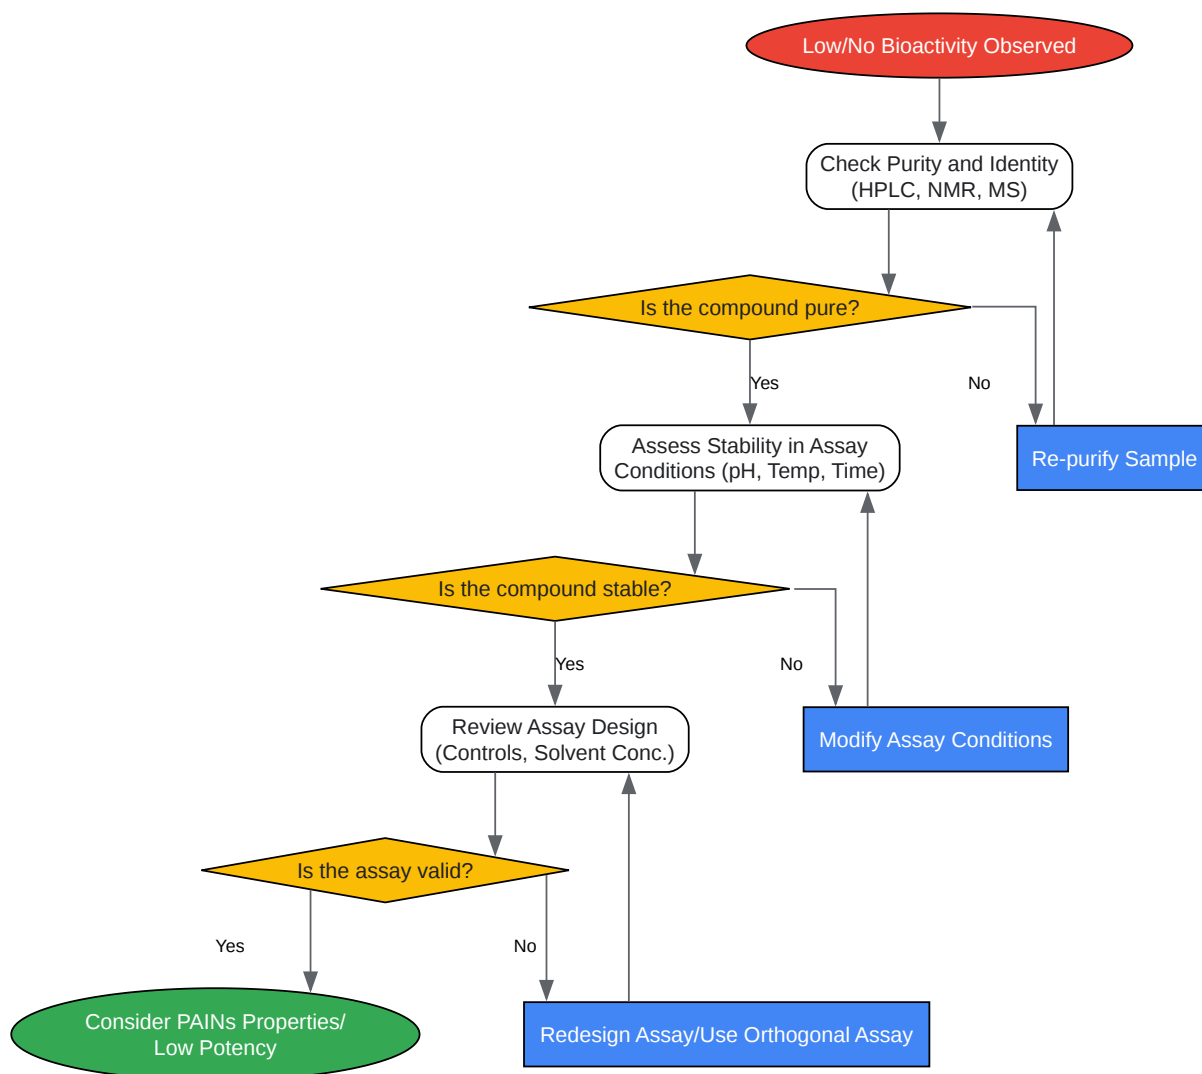 Low/No Bioactivity Observed
Check Purity and Identity
(HPLC, NMR, MS)
Is the compound pure?
Yes
No
Assess Stability in Assay
Conditions (pH, Temp, Time)
Re-purify Sample
Is the compound stable?
Yes
No
Review Assay Design
(Controls, Solvent Conc.)
Modify Assay Conditions
Is the assay valid?
Yes
No
Consider PAINs Properties/
Low Potency
Redesign Assay/Use Orthogonal Assay